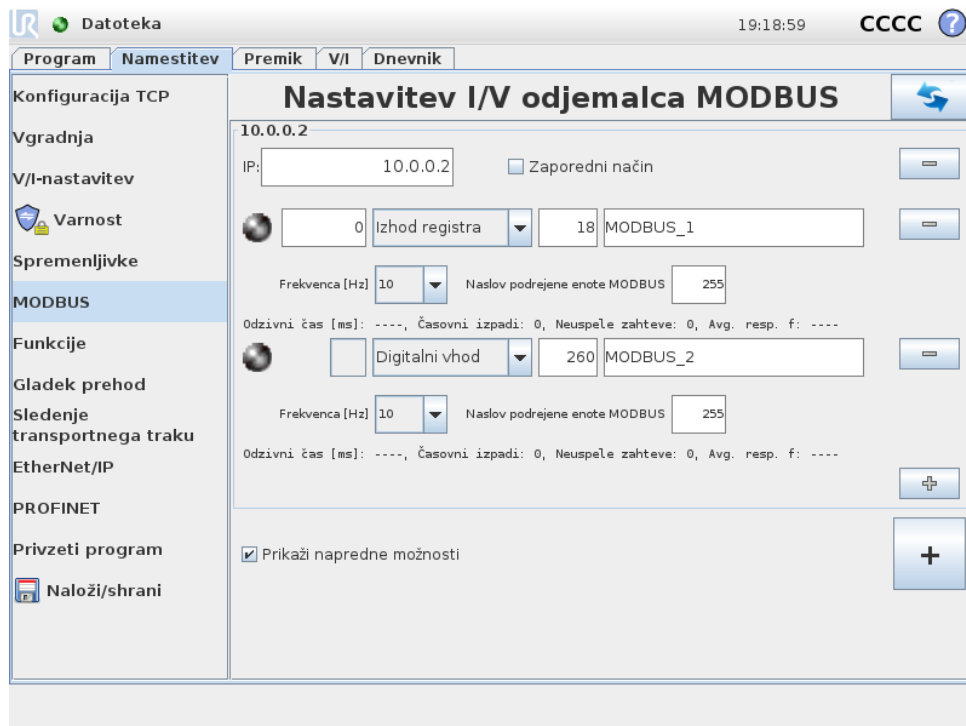 UR Datoteka 19:18:59 CCCC ?
Program Namestitev Premik V/I Dnevnik
Konfiguracija TCP
Vgradnja
V/I-nastavitev
Varnost
Spremenljivke
MODBUS
Funkcije
Gladek prehod
Sledenje
transportnega traku
EtherNet/IP
PROFINET
Privzeti program
Naloži/shrani
Nastavitev I/V odjemalca MODBUS
10.0.0.2
IP: 10.0.0.2 Zaporedni način
0 Izhod registra 18 MODBUS_1
Frekvenca [Hz] 10 Naslov podrejene enote MODBUS 255
Odzivni čas [ms]: ----, Časovni izpadi: 0, Neuspele zahteve: 0, Avg. resp. f: ----
Digitalni vhod 260 MODBUS_2
Frekvenca [Hz] 10 Naslov podrejene enote MODBUS 255
Odzivni čas [ms]: ----, Časovni izpadi: 0, Neuspele zahteve: 0, Avg. resp. f: ----
Prikaži napredne možnosti